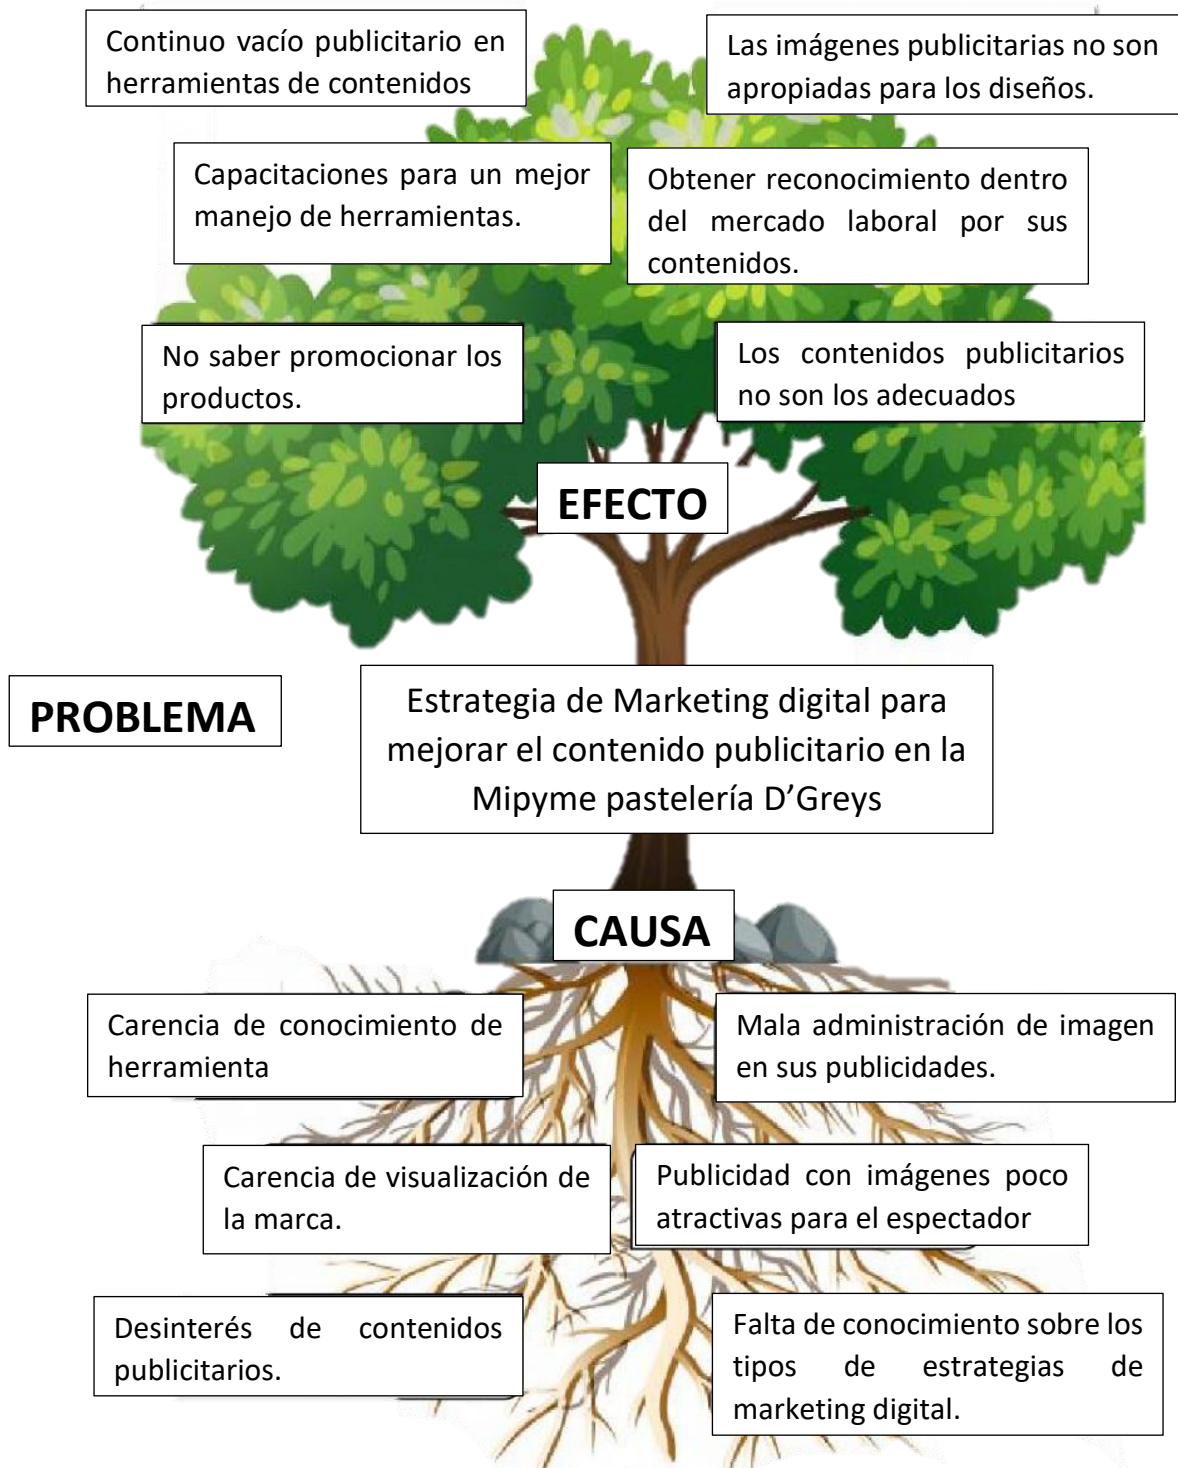 Continuo vacío publicitario en
herramientas de contenidos
Las imágenes publicitarias no son
apropiadas para los diseños.
Capacitaciones para un mejor
manejo de herramientas.
Obtener reconocimiento dentro
del mercado laboral por sus
contenidos.
No saber promocionar los
productos.
Los contenidos publicitarios
no son los adecuados
EFECTO
PROBLEMA
Estrategia de Marketing digital para
mejorar el contenido publicitario en la
Mipyme pastelería D’Greys
CAUSA
Carencia de conocimiento de
herramienta
Mala administración de imagen
en sus publicidades.
Carencia de visualización de
la marca.
Publicidad con imágenes poco
atractivas para el espectador
Desinterés de contenidos
publicitarios.
Falta de conocimiento sobre los
tipos de estrategias de
marketing digital.